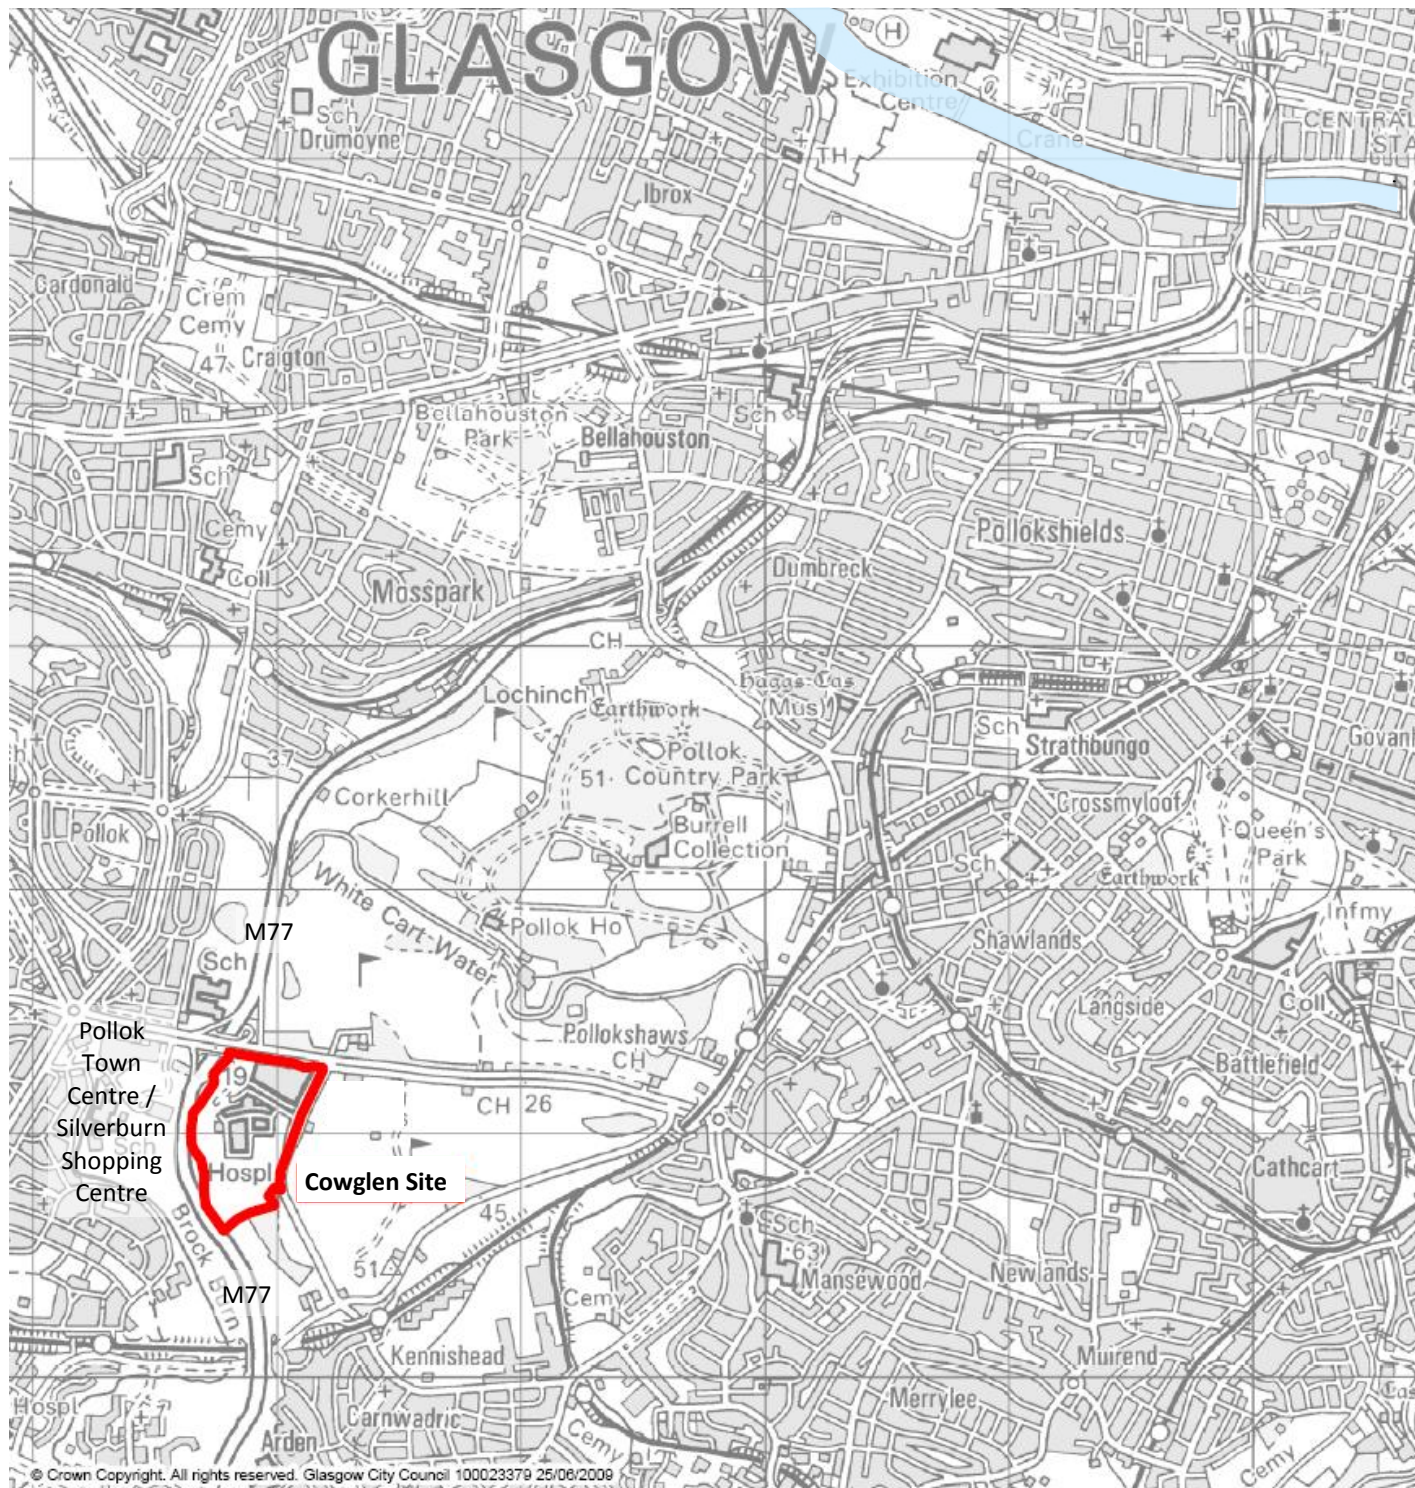 GLASGOW
H
Exhibition
Centre
Sch
Drumoyne
Crane
CENTRAL
STA
TH
Ibrox
Cardonald
Crem
Cemy
47
Craigton
Bellahouston
Park
Bellahouston
Sch
Sch
Pollokshields
Cemy
Coll
Mosspark
Dumbreck
CH
Lochinch
Earthwork
Haggs Cas
(Mus)
Sch
Strathbungo
Govanh
Pollok
Country Park
51
37
Corkerhill
Crossmyloof
Pollok
Burrell
Collection
Queen's
Park
Sch
Earthwork
White Cart Water
Pollok Ho
Infmy
M77
Shawlands
Sch
Langside
Coll
Pollok
Town
Centre /
Silverburn
Shopping
Centre
Sch
Pollokshaws
CH
Battlefield
19
CH
26
Hospl
Cowglen Site
Cathcart
45
Brock Burn
Sch
63
51
Mansewood
Newlands
M77
Cemy
Kennishead
Muirend
Hospl
Merrylee
Cas
Carnwadric
Arden
Cemy
Cemy
© Crown Copyright. All rights reserved. Glasgow City Council 100023379 25/06/2009